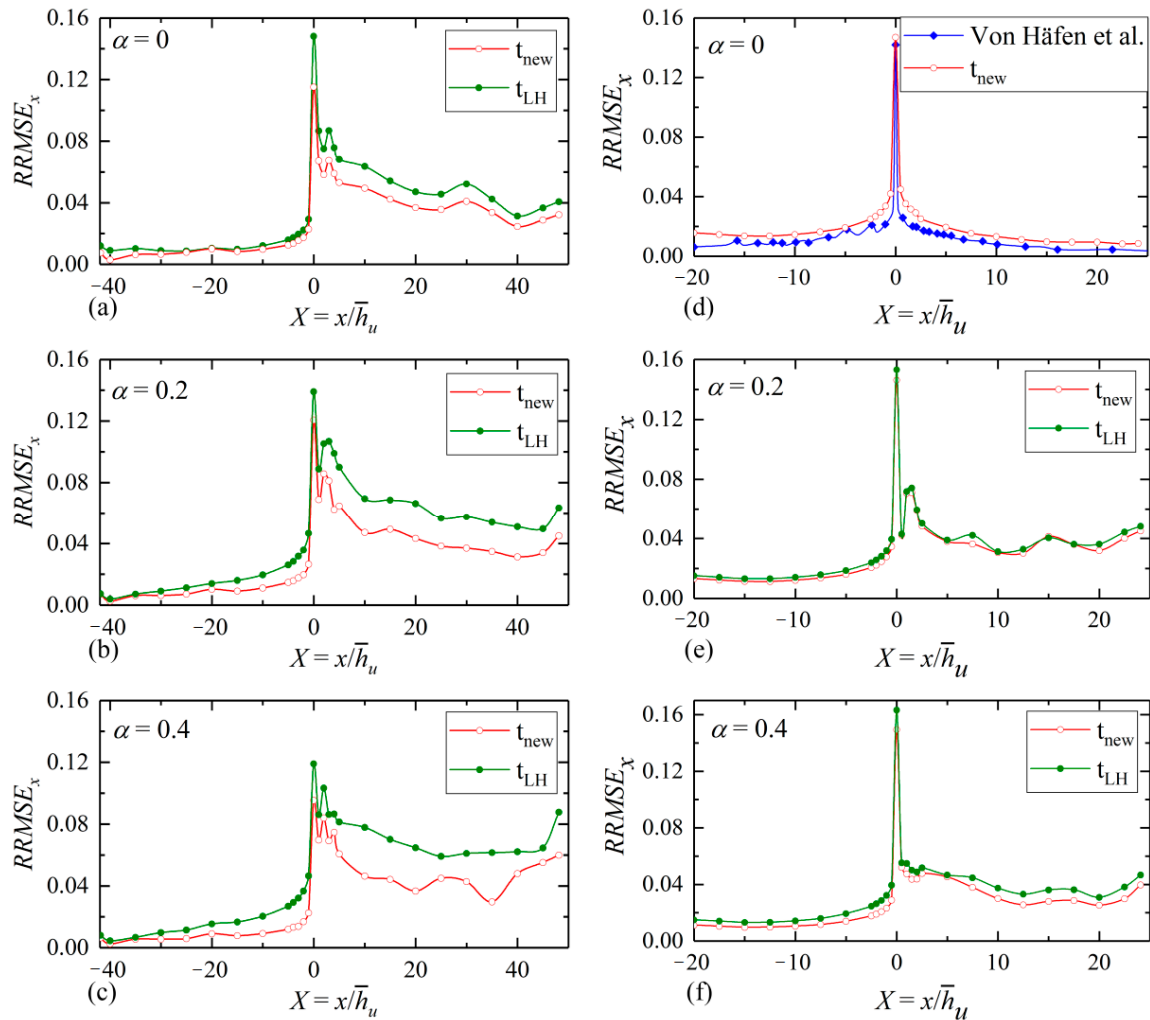 α = 0
t_new
t_LH
RRMSE_x
0.16
0.12
0.08
0.04
0.00
−40
−20
0
20
40
(a)
X = x/h̅_u
α = 0
Von Häfen et al.
t_new
RRMSE_x
0.16
0.12
0.08
0.04
0.00
−20
−10
0
10
20
(d)
X = x/h̅_u
α = 0.2
t_new
t_LH
RRMSE_x
0.16
0.12
0.08
0.04
0.00
−40
−20
0
20
40
(b)
X = x/h̅_u
α = 0.2
t_new
t_LH
RRMSE_x
0.16
0.12
0.08
0.04
0.00
−20
−10
0
10
20
(e)
X = x/h̅_u
α = 0.4
t_new
t_LH
RRMSE_x
0.16
0.12
0.08
0.04
0.00
−40
−20
0
20
40
(c)
X = x/h̅_u
α = 0.4
t_new
t_LH
RRMSE_x
0.16
0.12
0.08
0.04
0.00
−20
−10
0
10
20
(f)
X = x/h̅_u